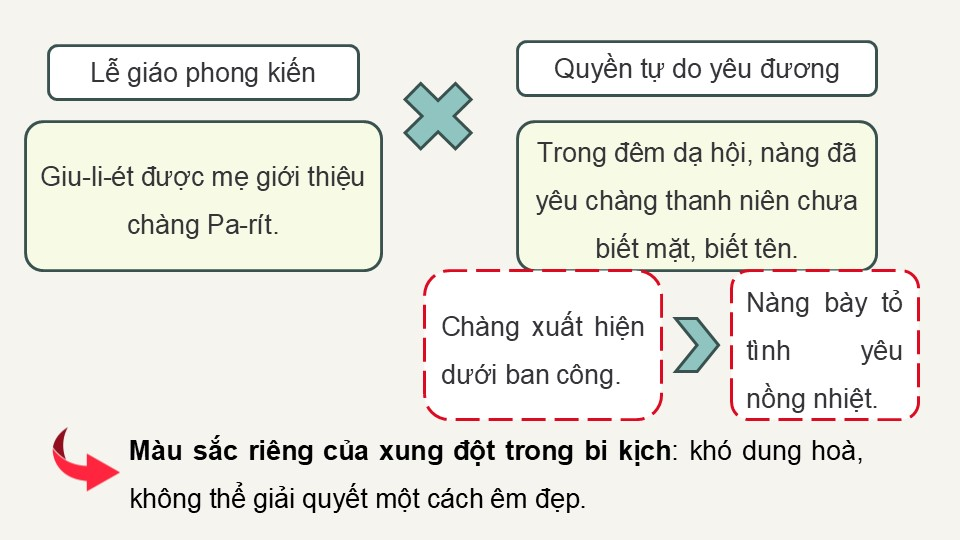 Lễ giáo phong kiến
Quyền tự do yêu đương
Giu-li-ét được mẹ giới thiệu
chàng Pa-rít.
Trong đêm dạ hội, nàng đã
yêu chàng thanh niên chưa
biết mặt, biết tên.
Chàng xuất hiện
dưới ban công.
Nàng bày tỏ
tình yêu
nồng nhiệt.
Màu sắc riêng của xung đột trong bi kịch: khó dung hoà,
không thể giải quyết một cách êm đẹp.